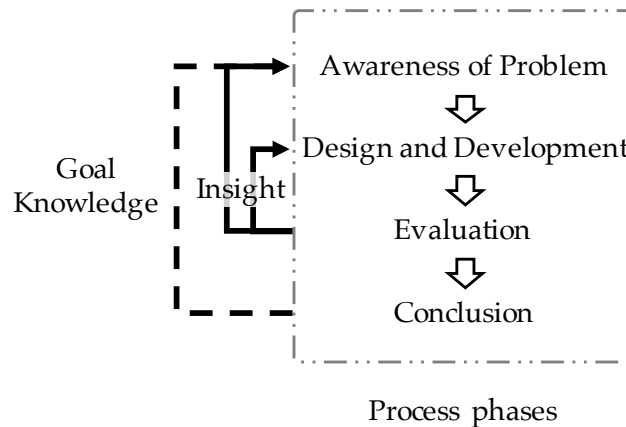 Awareness of Problem
Design and Development
Goal
Knowledge
Insight
Evaluation
Conclusion
Process phases